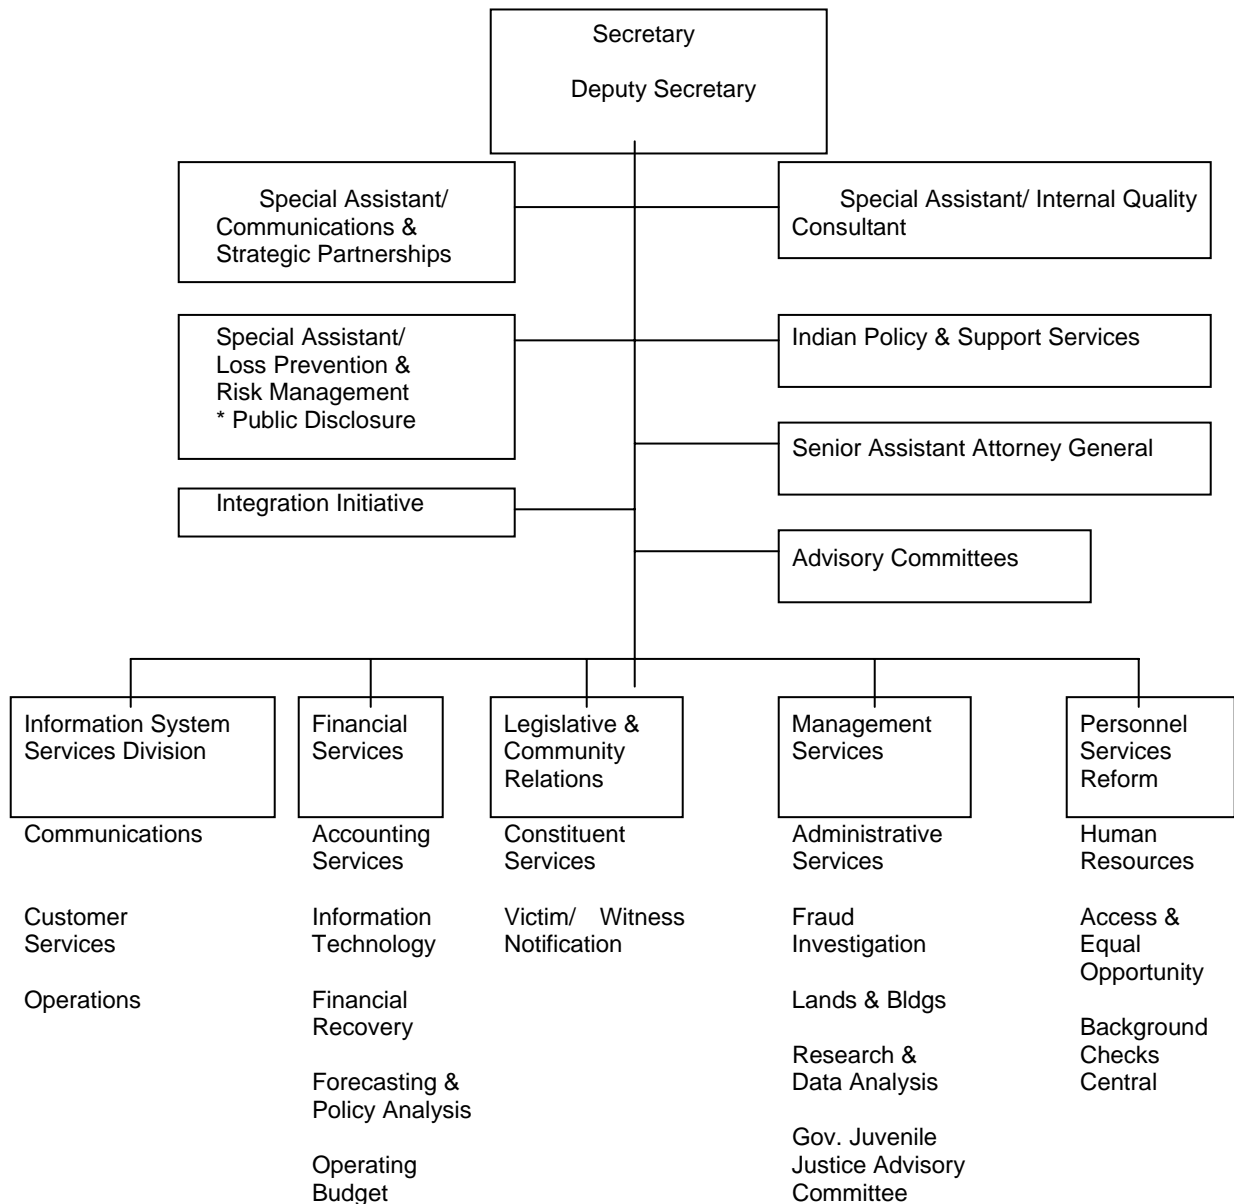 Secretary
Deputy Secretary
Special Assistant/
Communications &
Strategic Partnerships
Special Assistant/ Internal Quality
Consultant
Special Assistant/
Loss Prevention &
Risk Management
* Public Disclosure
Indian Policy & Support Services
Senior Assistant Attorney General
Integration Initiative
Advisory Committees
Information System
Services Division
Communications
Customer
Services
Operations
Financial
Services
Accounting
Services
Information
Technology
Financial
Recovery
Forecasting &
Policy Analysis
Operating
Budget
Legislative &
Community
Relations
Constituent
Services
Victim/ Witness
Notification
Management
Services
Administrative
Services
Fraud
Investigation
Lands & Bldgs
Research &
Data Analysis
Gov. Juvenile
Justice Advisory
Committee
Personnel
Services
Reform
Human
Resources
Access &
Equal
Opportunity
Background
Checks
Central